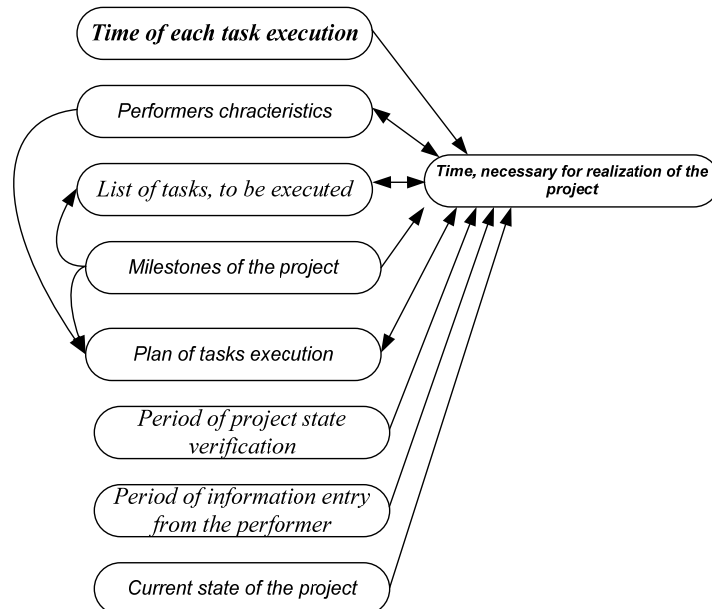 Time of each task execution
Performers chracteristics
List of tasks, to be executed
Time, necessary for realization of the
project
Milestones of the project
Plan of tasks execution
Period of project state
verification
Period of information entry
from the performer
Current state of the project